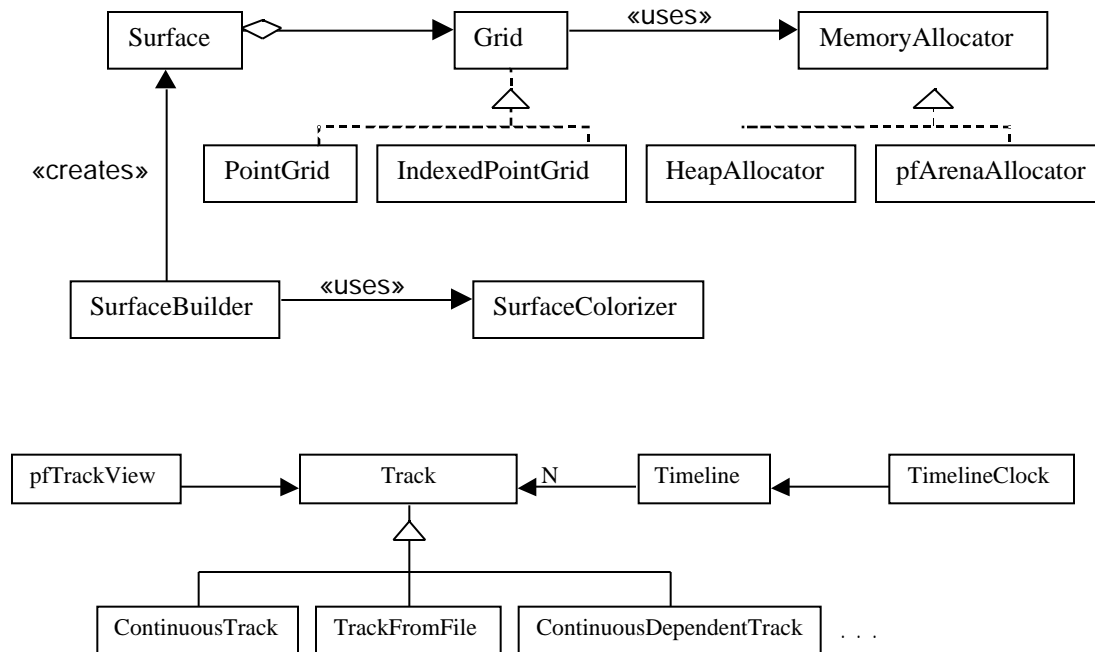 «uses»
Surface Grid MemoryAllocator
PointGrid IndexedPointGrid HeapAllocator pfArenaAllocator
«creates»
«uses»
SurfaceBuilder SurfaceColorizer
pfTrackView Track N Timeline TimelineClock
ContinuousTrack TrackFromFile ContinuousDependentTrack . . .